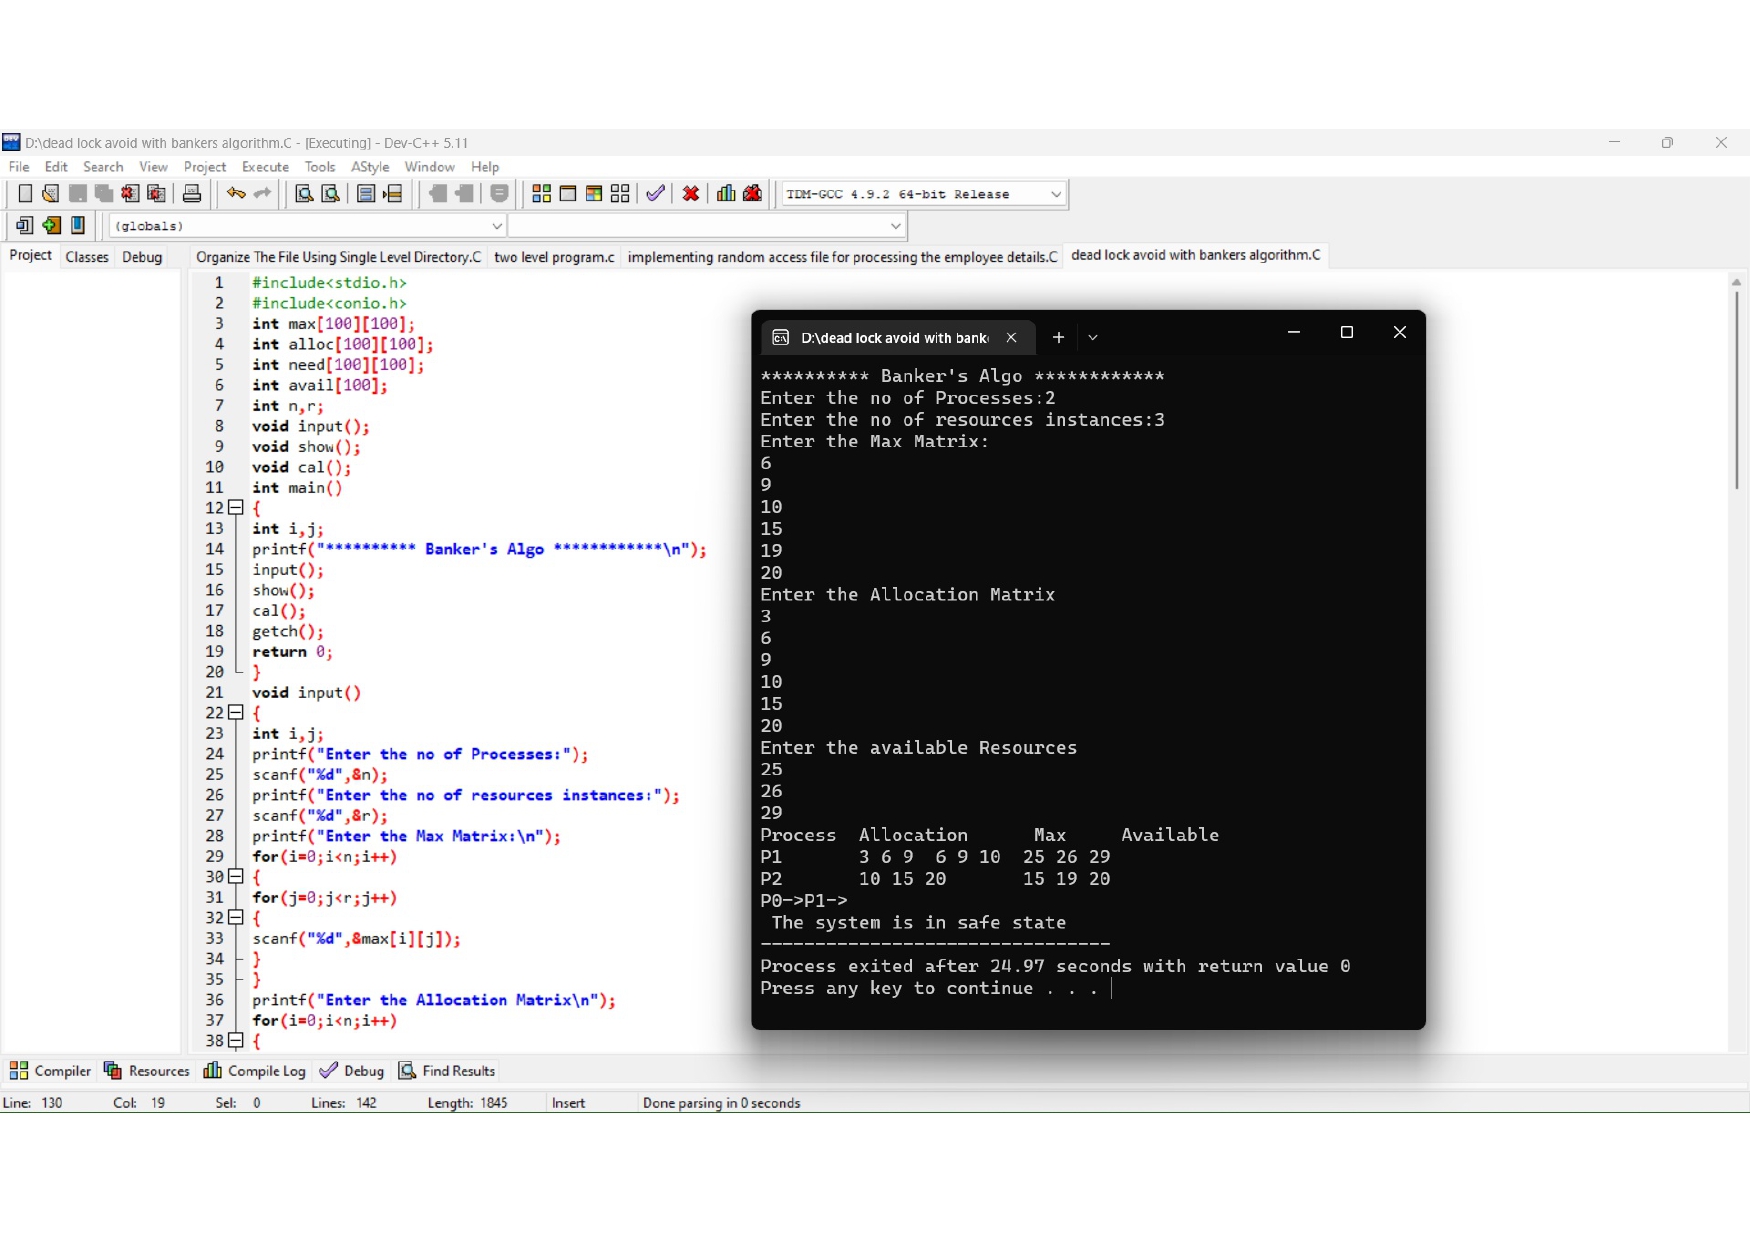 D:\dead lock avoid with bankers algorithm.C - [Executing] - Dev-C++ 5.11
File Edit Search View Project Execute Tools AStyle Window Help
TDM-GCC 4.9.2 64-bit Release
(globals)
Project Classes Debug
Organize The File Using Single Level Directory.C two level program.c implementing random access file for processing the employee details.C dead lock avoid with bankers algorithm.C
1 #include<stdio.h>
2 #include<conio.h>
3 int max[100][100];
4 int alloc[100][100];
5 int need[100][100];
6 int avail[100];
7 int n,r;
8 void input();
9 void show();
10 void cal();
11 int main()
12 {
13 int i,j;
14 printf("********** Banker's Algo ************\n");
15 input();
16 show();
17 cal();
18 getch();
19 return 0;
20 }
21 void input()
22 {
23 int i,j;
24 printf("Enter the no of Processes:");
25 scanf("%d",&n);
26 printf("Enter the no of resources instances:");
27 scanf("%d",&r);
28 printf("Enter the Max Matrix:\n");
29 for(i=0;i<n;i++)
30 {
31 for(j=0;j<r;j++)
32 {
33 scanf("%d",&max[i][j]);
34 }
35 }
36 printf("Enter the Allocation Matrix\n");
37 for(i=0;i<n;i++)
38 {
D:\dead lock avoid with bank
********** Banker's Algo ************
Enter the no of Processes:2
Enter the no of resources instances:3
Enter the Max Matrix:
6
9
10
15
19
20
Enter the Allocation Matrix
3
6
9
10
15
20
Enter the available Resources
25
26
29
Process Allocation Max Available
P1 3 6 9 6 9 10 25 26 29
P2 10 15 20 15 19 20
P0->P1->
The system is in safe state
--------------------------------
Process exited after 24.97 seconds with return value 0
Press any key to continue . . .
Compiler Resources Compile Log Debug Find Results
Line: 130 Col: 19 Sel: 0 Lines: 142 Length: 1845 Insert Done parsing in 0 seconds